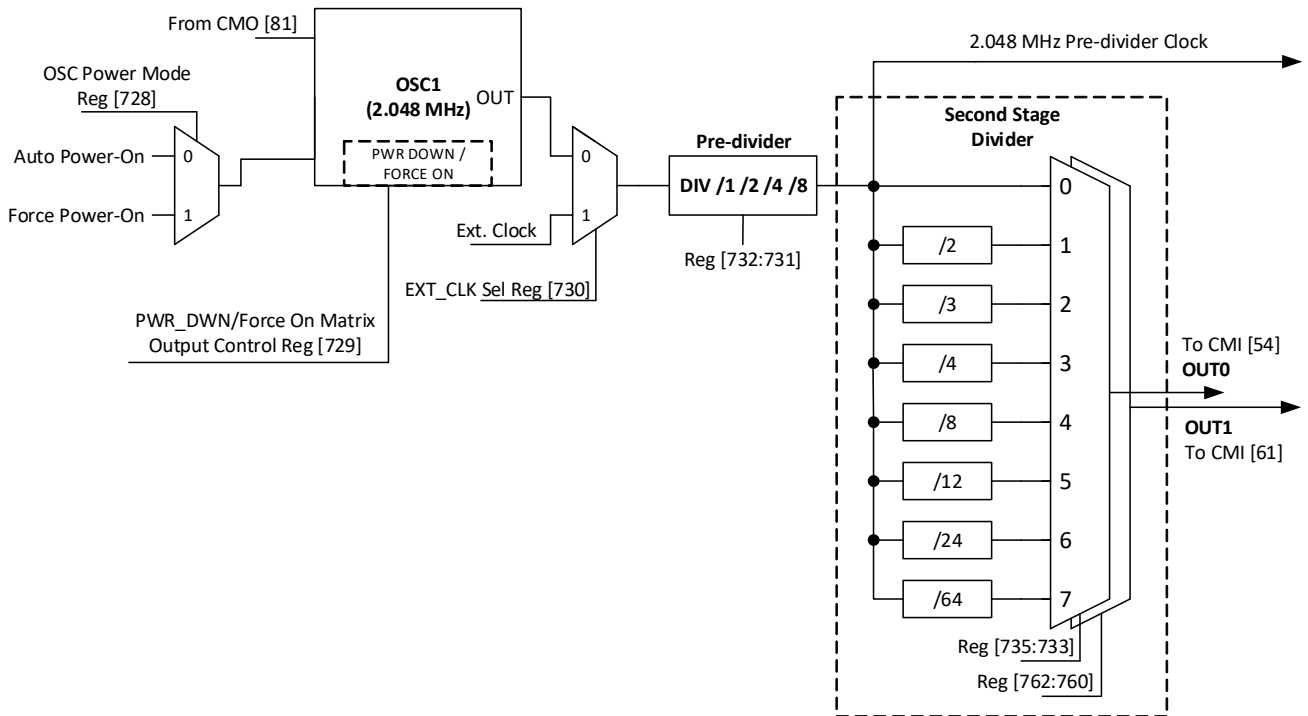 From CMO [81]
OSC Power Mode
Reg [728]
Auto Power-On
0
Force Power-On
1
OSC1
(2.048 MHz)
OUT
PWR DOWN /
FORCE ON
PWR_DWN/Force On Matrix
Output Control Reg [729]
0
1
Ext. Clock
EXT_CLK Sel Reg [730]
Pre-divider
DIV /1 /2 /4 /8
Reg [732:731]
2.048 MHz Pre-divider Clock
Second Stage
Divider
0
/2
1
/3
2
/4
3
/8
4
/12
5
/24
6
/64
7
To CMI [54]
OUT0
OUT1
To CMI [61]
Reg [735:733]
Reg [762:760]